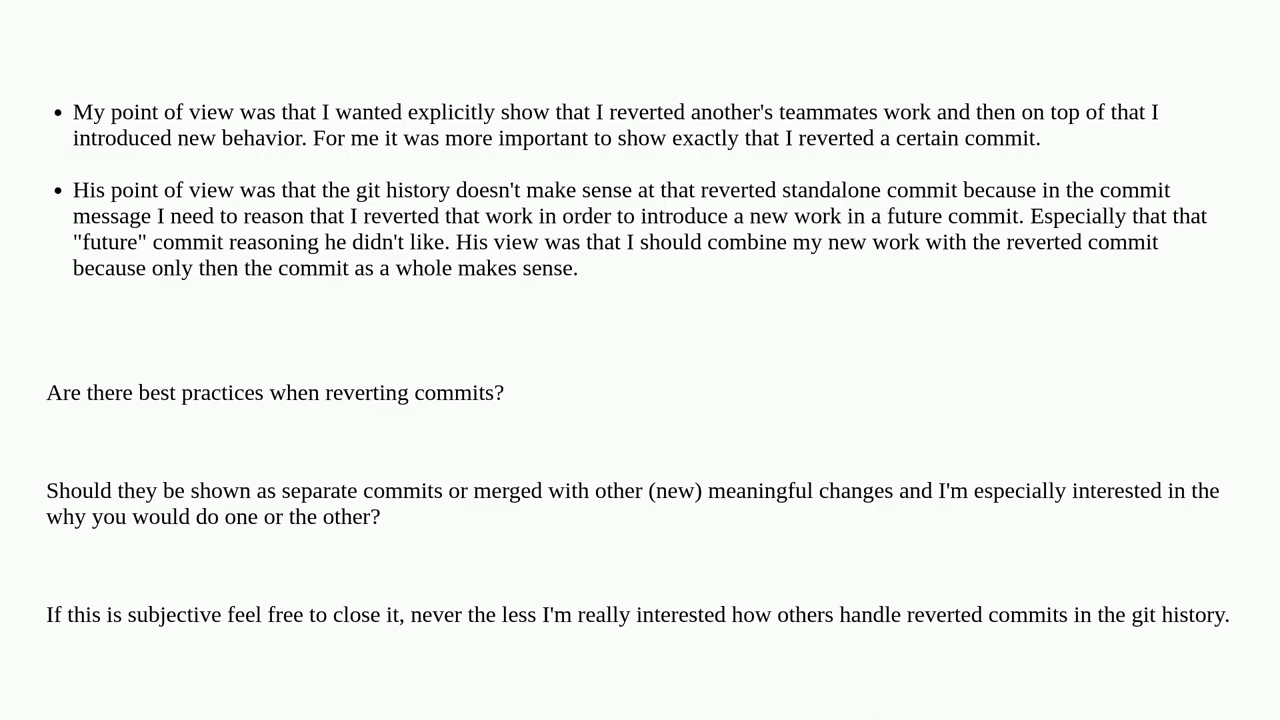 • My point of view was that I wanted explicitly show that I reverted another's teammates work and then on top of that I
introduced new behavior. For me it was more important to show exactly that I reverted a certain commit.
• His point of view was that the git history doesn't make sense at that reverted standalone commit because in the commit
message I need to reason that I reverted that work in order to introduce a new work in a future commit. Especially that that
"future" commit reasoning he didn't like. His view was that I should combine my new work with the reverted commit
because only then the commit as a whole makes sense.
Are there best practices when reverting commits?
Should they be shown as separate commits or merged with other (new) meaningful changes and I'm especially interested in the
why you would do one or the other?
If this is subjective feel free to close it, never the less I'm really interested how others handle reverted commits in the git history.